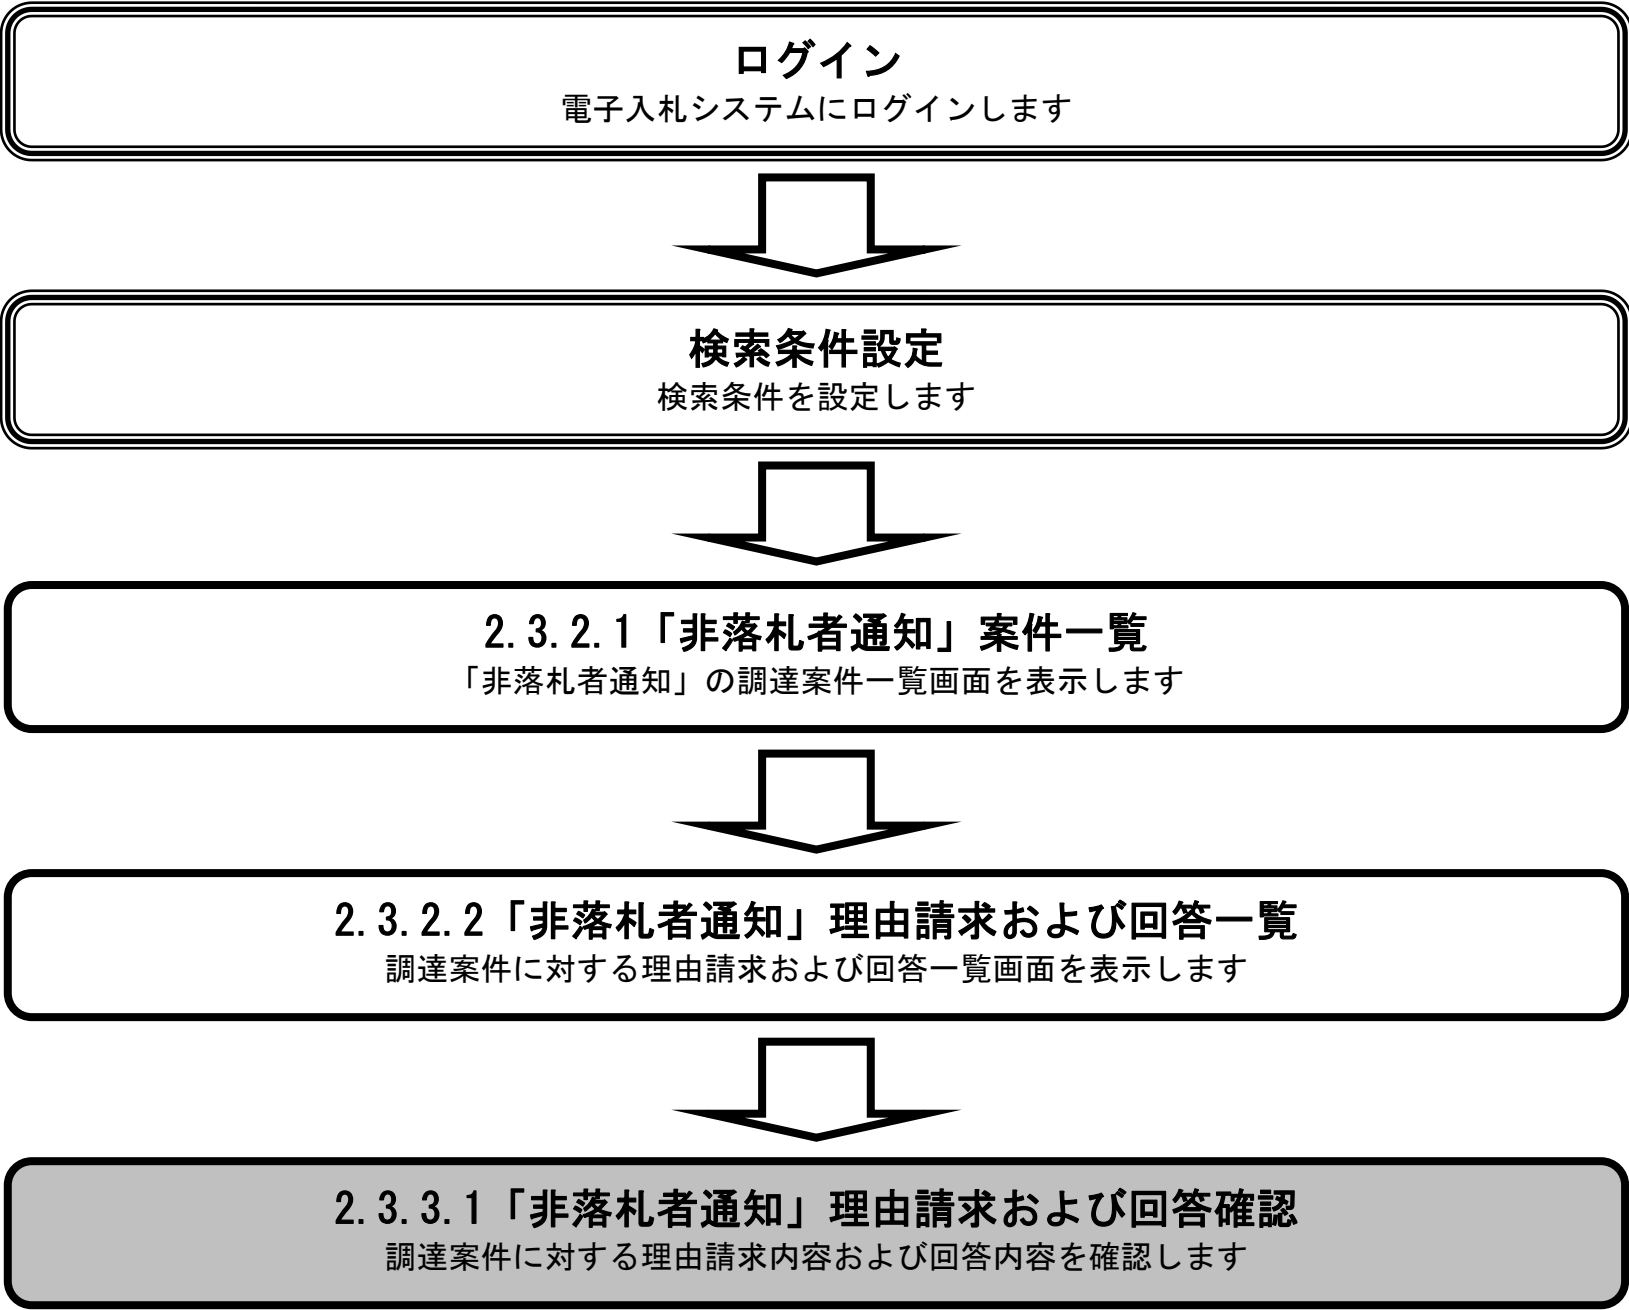 ログイン
電子入札システムにログインします
検索条件設定
検索条件を設定します
2.3.2.1「非落札者通知」案件一覧
「非落札者通知」の調達案件一覧画面を表示します
2.3.2.2「非落札者通知」理由請求および回答一覧
調達案件に対する理由請求および回答一覧画面を表示します
2.3.3.1「非落札者通知」理由請求および回答確認
調達案件に対する理由請求内容および回答内容を確認します